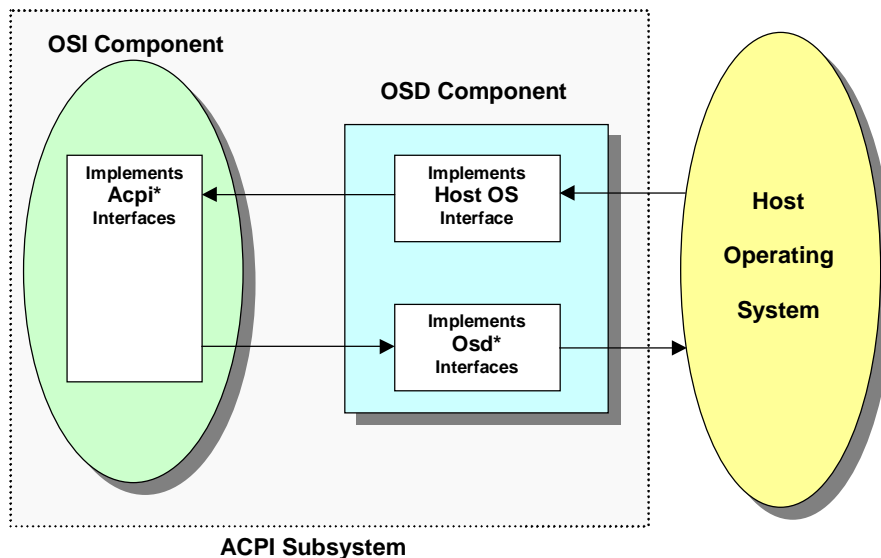 OSI Component
OSD Component
Implements
Acpi*
Interfaces
Implements
Host OS
Interface
Implements
Osd*
Interfaces
Host
Operating
System
ACPI Subsystem